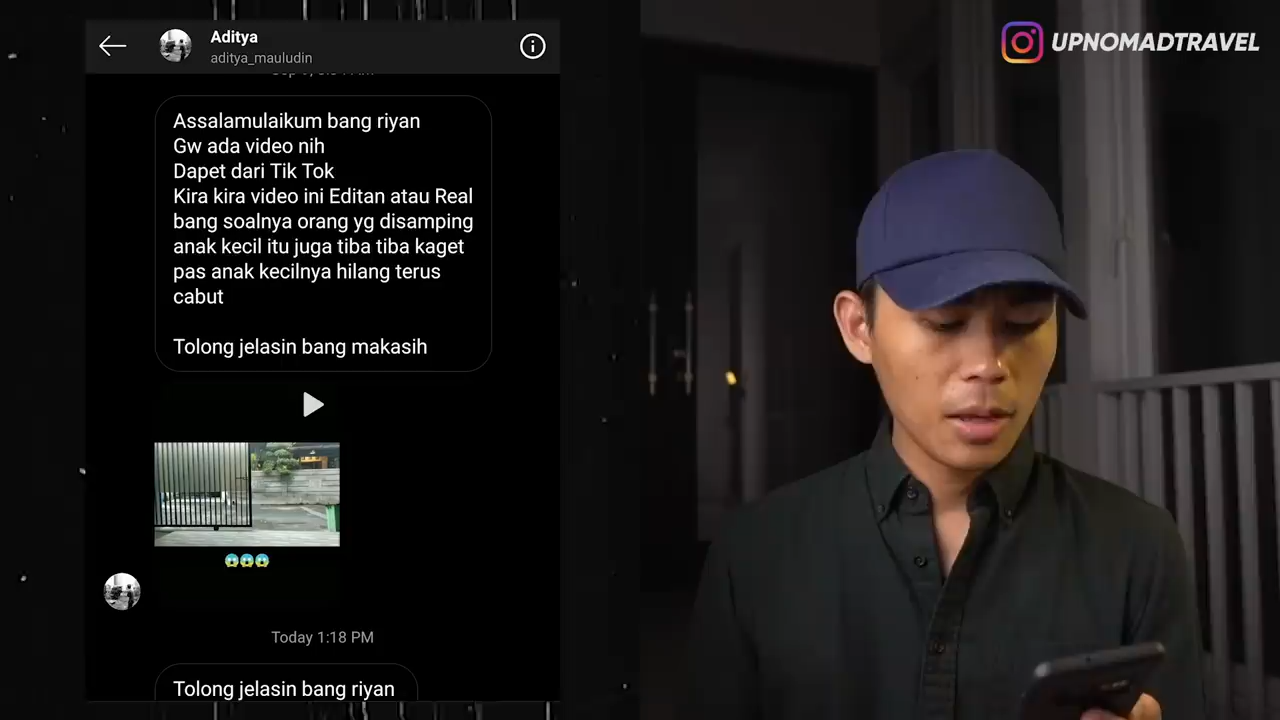 Aditya
aditya_mauludin
UPNOMADTRAVEL
Assalamulaikum bang riyan
Gw ada video nih
Dapet dari Tik Tok
Kira kira video ini Editan atau Real
bang soalnya orang yg disamping
anak kecil itu juga tiba tiba kaget
pas anak kecilnya hilang terus
cabut
Tolong jelasin bang makasih
Today 1:18 PM
Tolong jelasin bang riyan